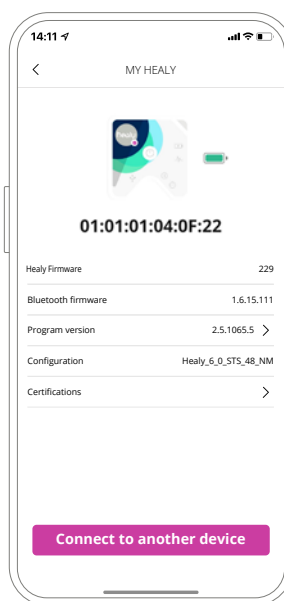 14:11
MY HEALY
healy
01:01:01:04:0F:22
Healy Firmware 229
Bluetooth firmware 1.6.15.111
Program version 2.5.1065.5
Configuration Healy_6_0_STS_48_NM
Certifications
Connect to another device